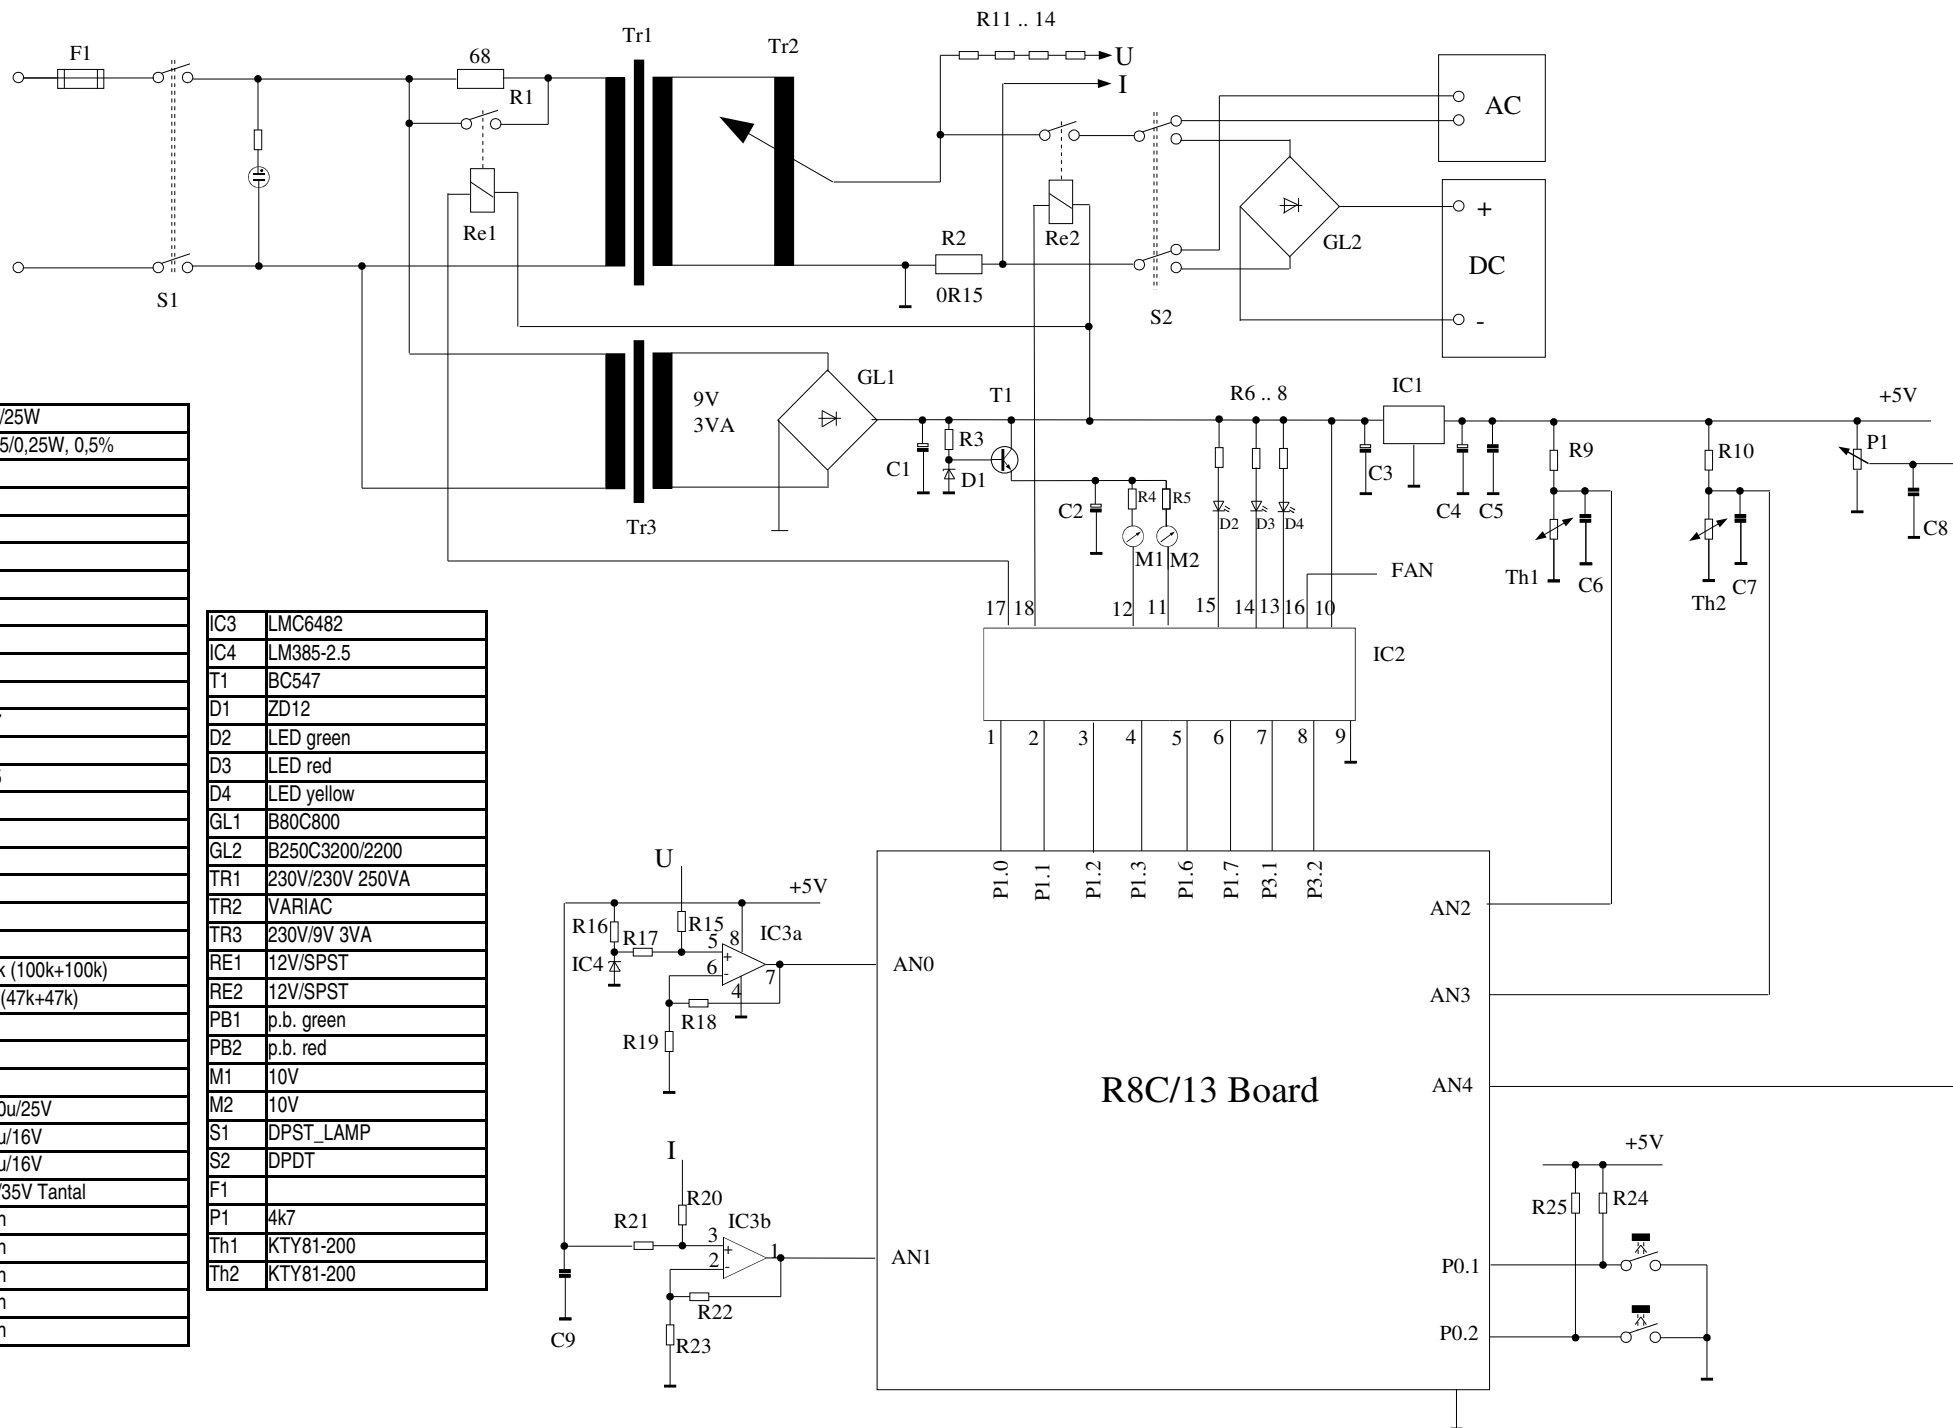 R11 .. 14
F1
68
Tr1
Tr2
U
I
R1
AC
Re1
R2
0R15
Re2
GL2
+
DC
-
S1
S2
Tr3
9V
3VA
GL1
T1
R3
C1
D1
C2
R4
R5
M1
M2
R6 .. 8
D2
D3
D4
IC1
C3
C4
C5
+5V
R9
R10
P1
Th1
C6
Th2
C7
C8
FAN
17 18 12 11 15 14 13 16 10
IC2
1 2 3 4 5 6 7 8 9
/25W
5/0,25W, 0,5%
k (100k+100k)
(47k+47k)
0u/25V
u/16V
u/16V
/35V Tantal
n
n
n
n
n
IC3 LMC6482
IC4 LM385-2.5
T1 BC547
D1 ZD12
D2 LED green
D3 LED red
D4 LED yellow
GL1 B80C800
GL2 B250C3200/2200
TR1 230V/230V 250VA
TR2 VARIAC
TR3 230V/9V 3VA
RE1 12V/SPST
RE2 12V/SPST
PB1 p.b. green
PB2 p.b. red
M1 10V
M2 10V
S1 DPST_LAMP
S2 DPDT
F1
P1 4k7
Th1 KTY81-200
Th2 KTY81-200
P1.0 P1.1 P1.2 P1.3 P1.6 P1.7 P3.1 P3.2
U
+5V
R16
R17
R15
IC4
5
8
IC3a
+
6
-
7
4
R18
R19
AN0
AN2
AN3
R8C/13 Board
AN4
I
R20
R21
IC3b
3
+
2
-
1
AN1
R22
R23
C9
+5V
R25
R24
P0.1
P0.2